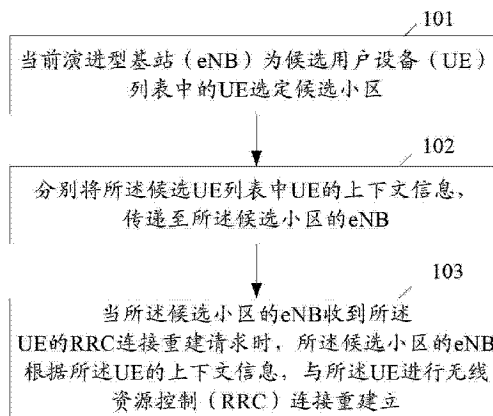 101
当前演进型基站（eNB）为候选用户设备（UE）
列表中的UE选定候选小区
102
分别将所述候选UE列表中UE的上下文信息，
传递至所述候选小区的eNB
103
当所述候选小区的eNB收到所述
UE的RRC连接重建请求时，所述候选小区的eNB
根据所述UE的上下文信息，与所述UE进行无线
资源控制（RRC）连接重建立